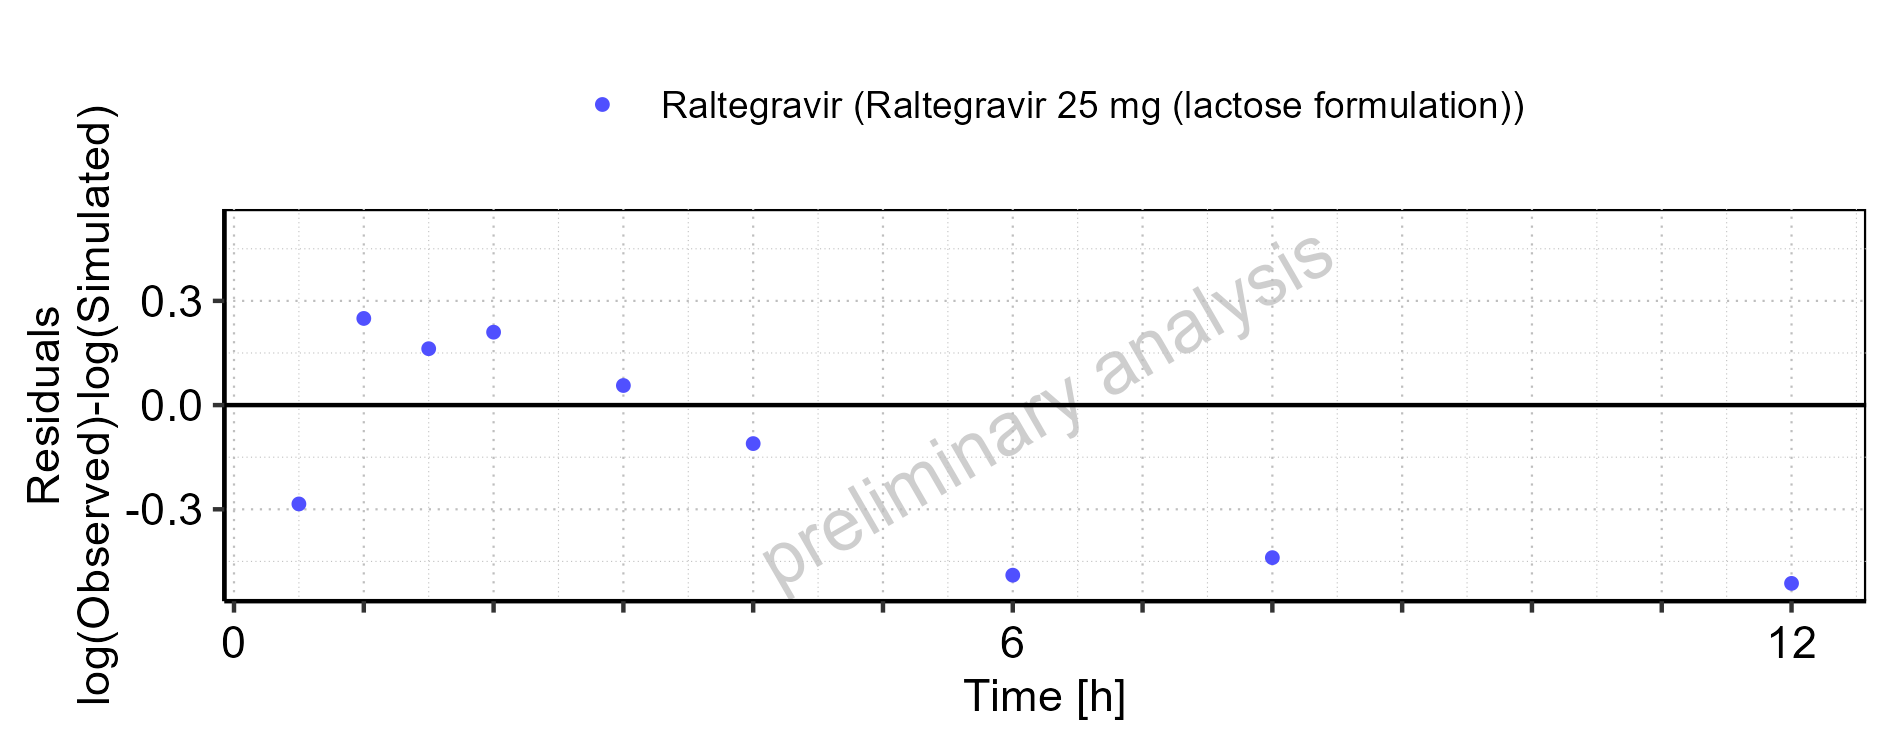 Raltegravir (Raltegravir 25 mg (lactose formulation))
Residuals
log(Observed)-log(Simulated)
0.3
0.0
-0.3
preliminary analysis
0
6
12
Time [h]